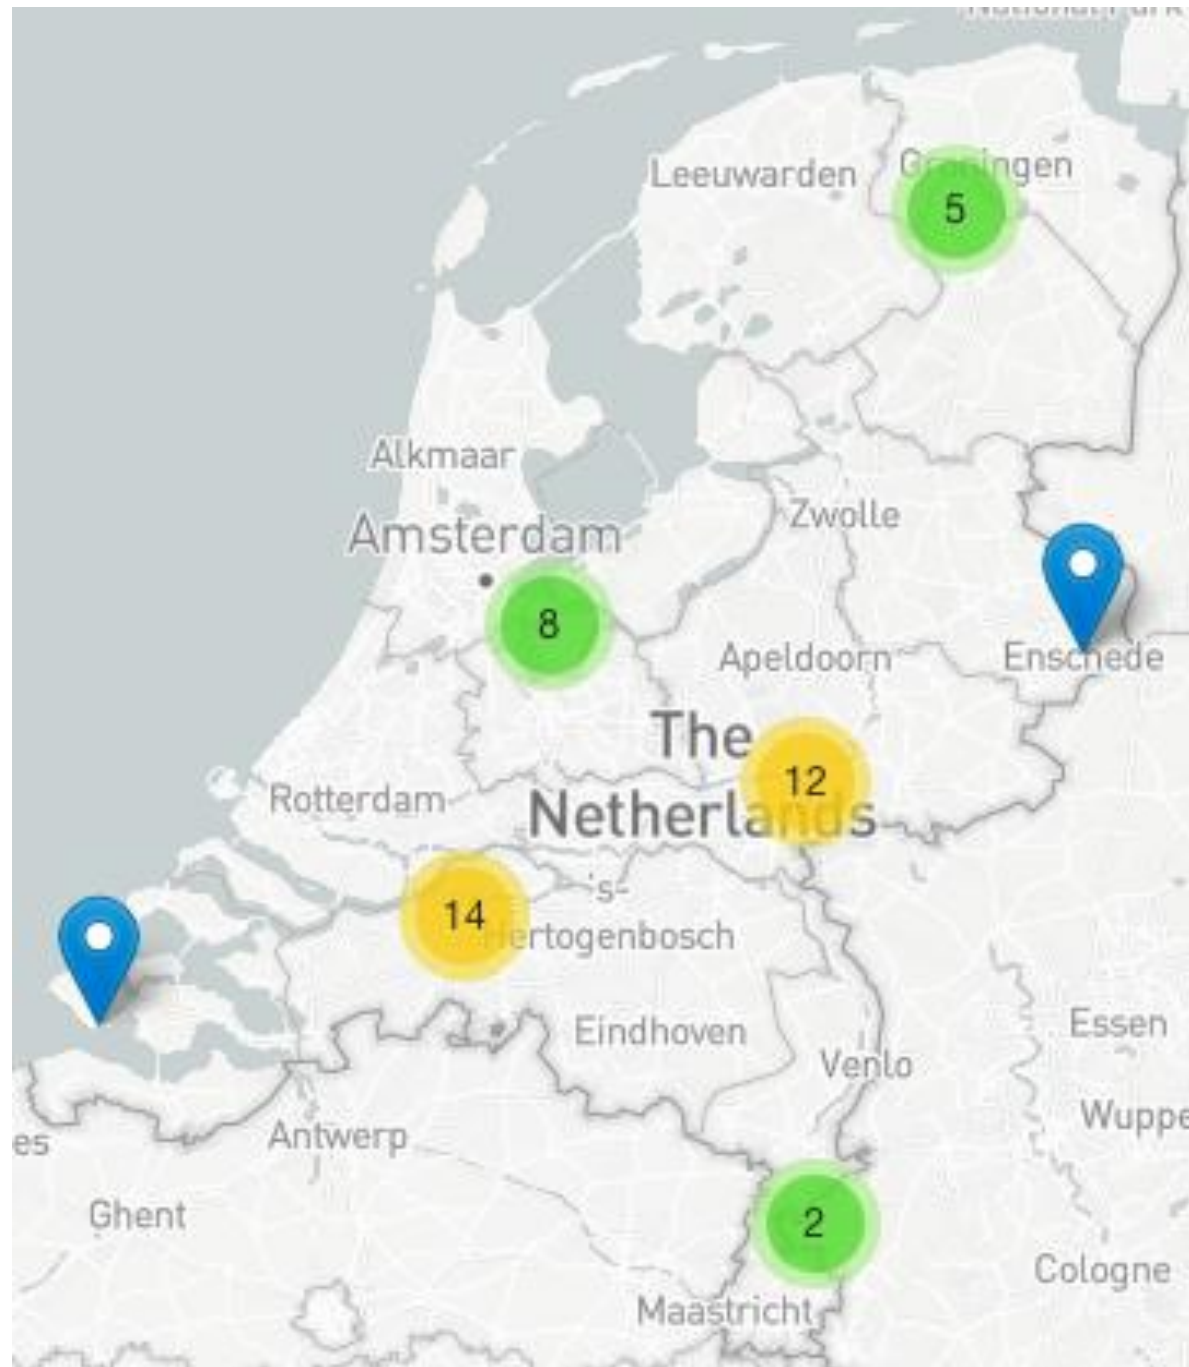 Leeuwarden
Groningen
5
Alkmaar
Amsterdam
Zwolle
8
Apeldoorn
Enschede
The
Netherlands
12
Rotterdam
14
's-
Hertogenbosch
Eindhoven
Essen
Venlo
Wuppe
es
Antwerp
Ghent
2
Cologne
Maastricht